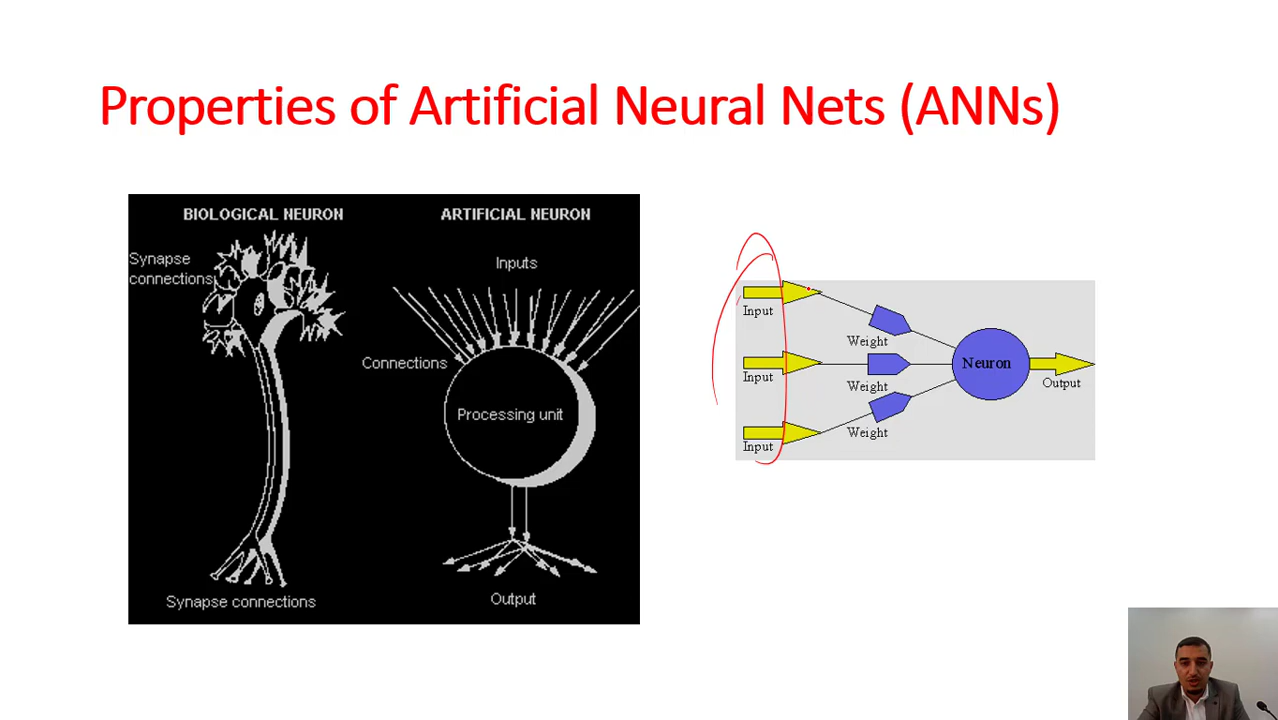 Properties of Artificial Neural Nets (ANNs)
BIOLOGICAL NEURON
Synapse
connections
Synapse connections
ARTIFICIAL NEURON
Inputs
Connections
Processing unit
Output
Input
Weight
Input
Weight
Input
Weight
Neuron
Output